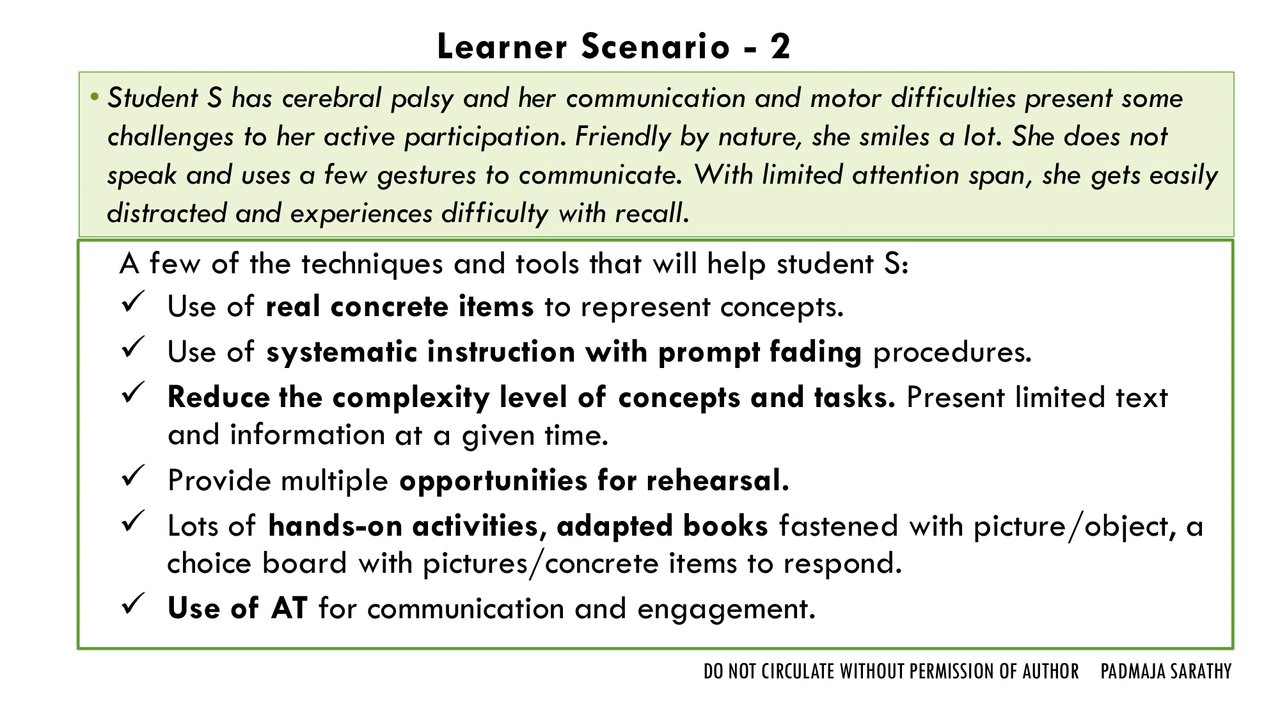 Learner Scenario - 2
• Student S has cerebral palsy and her communication and motor difficulties present some
challenges to her active participation. Friendly by nature, she smiles a lot. She does not
speak and uses a few gestures to communicate. With limited attention span, she gets easily
distracted and experiences difficulty with recall.
A few of the techniques and tools that will help student S:
✓ Use of real concrete items to represent concepts.
✓ Use of systematic instruction with prompt fading procedures.
✓ Reduce the complexity level of concepts and tasks. Present limited text
and information at a given time.
✓ Provide multiple opportunities for rehearsal.
✓ Lots of hands-on activities, adapted books fastened with picture/object, a
choice board with pictures/concrete items to respond.
✓ Use of AT for communication and engagement.
DO NOT CIRCULATE WITHOUT PERMISSION OF AUTHOR PADMAJA SARATHY